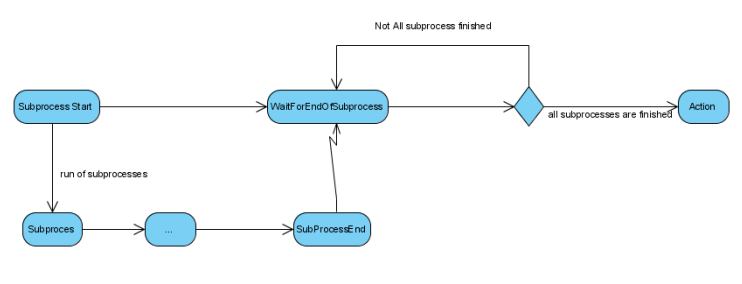 Not All subprocess finished
Subprocess Start
WaitForEndOfSubprocess
all subprocesses are finished
Action
run of subprocesses
Subproces
...
SubProcessEnd